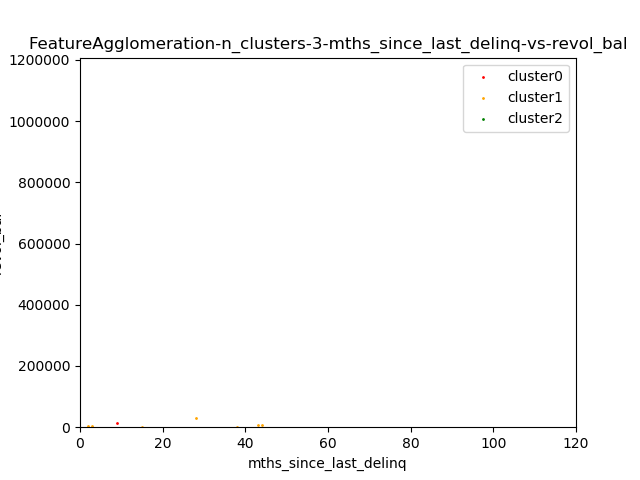 FeatureAgglomeration-n_clusters-3-mths_since_last_delinq-vs-revol_bal
cluster0
cluster1
cluster2
1200000
1000000
800000
600000
400000
200000
0
0 20 40 60 80 100 120
mths_since_last_delinq